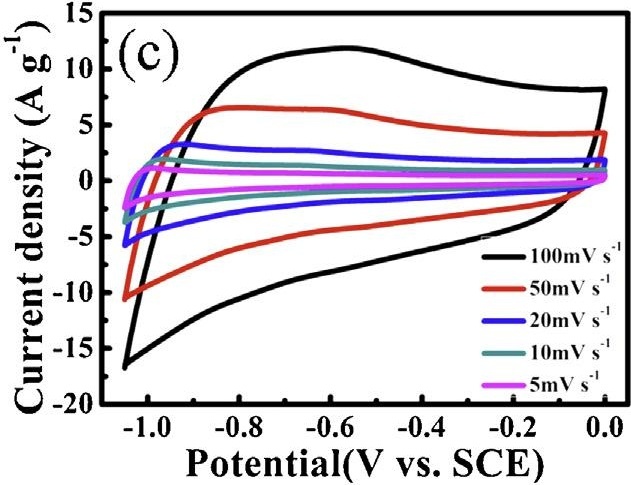 (c)
Current density (A g⁻¹)
15
10
5
0
-5
-10
-15
-20
100mV s⁻¹
50mV s⁻¹
20mV s⁻¹
10mV s⁻¹
5mV s⁻¹
-1.0 -0.8 -0.6 -0.4 -0.2 0.0
Potential(V vs. SCE)